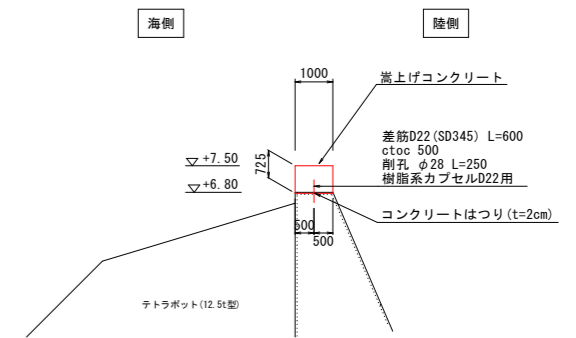 海側
陸側
1000
嵩上げコンクリート
差筋D22(SD345) L=600
ctoc 500
削孔 φ28 L=250
樹脂系カプセルD22用
▽+7.50
725
▽+6.80
コンクリートはつり(t=2cm)
500
500
テトラポット(12.5t型)